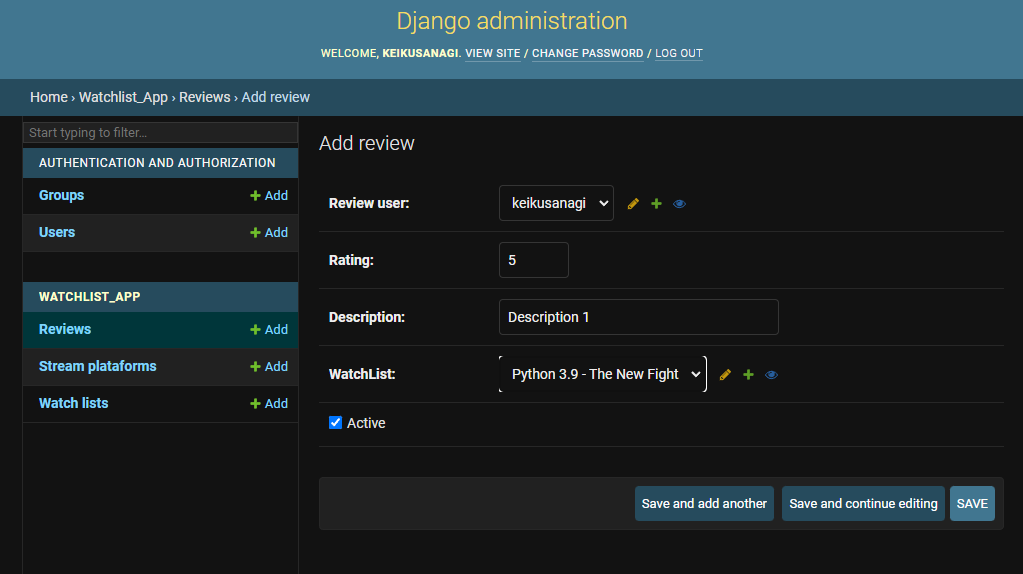 Django administration
WELCOME, KEIKUSANAGI. VIEW SITE / CHANGE PASSWORD / LOG OUT
Home › Watchlist_App › Reviews › Add review
Start typing to filter...
AUTHENTICATION AND AUTHORIZATION
Groups + Add
Users + Add
WATCHLIST_APP
Reviews + Add
Stream plataforms + Add
Watch lists + Add
Add review
Review user: keikusanagi
Rating: 5
Description: Description 1
WatchList: Python 3.9 - The New Fight
Active
Save and add another Save and continue editing SAVE